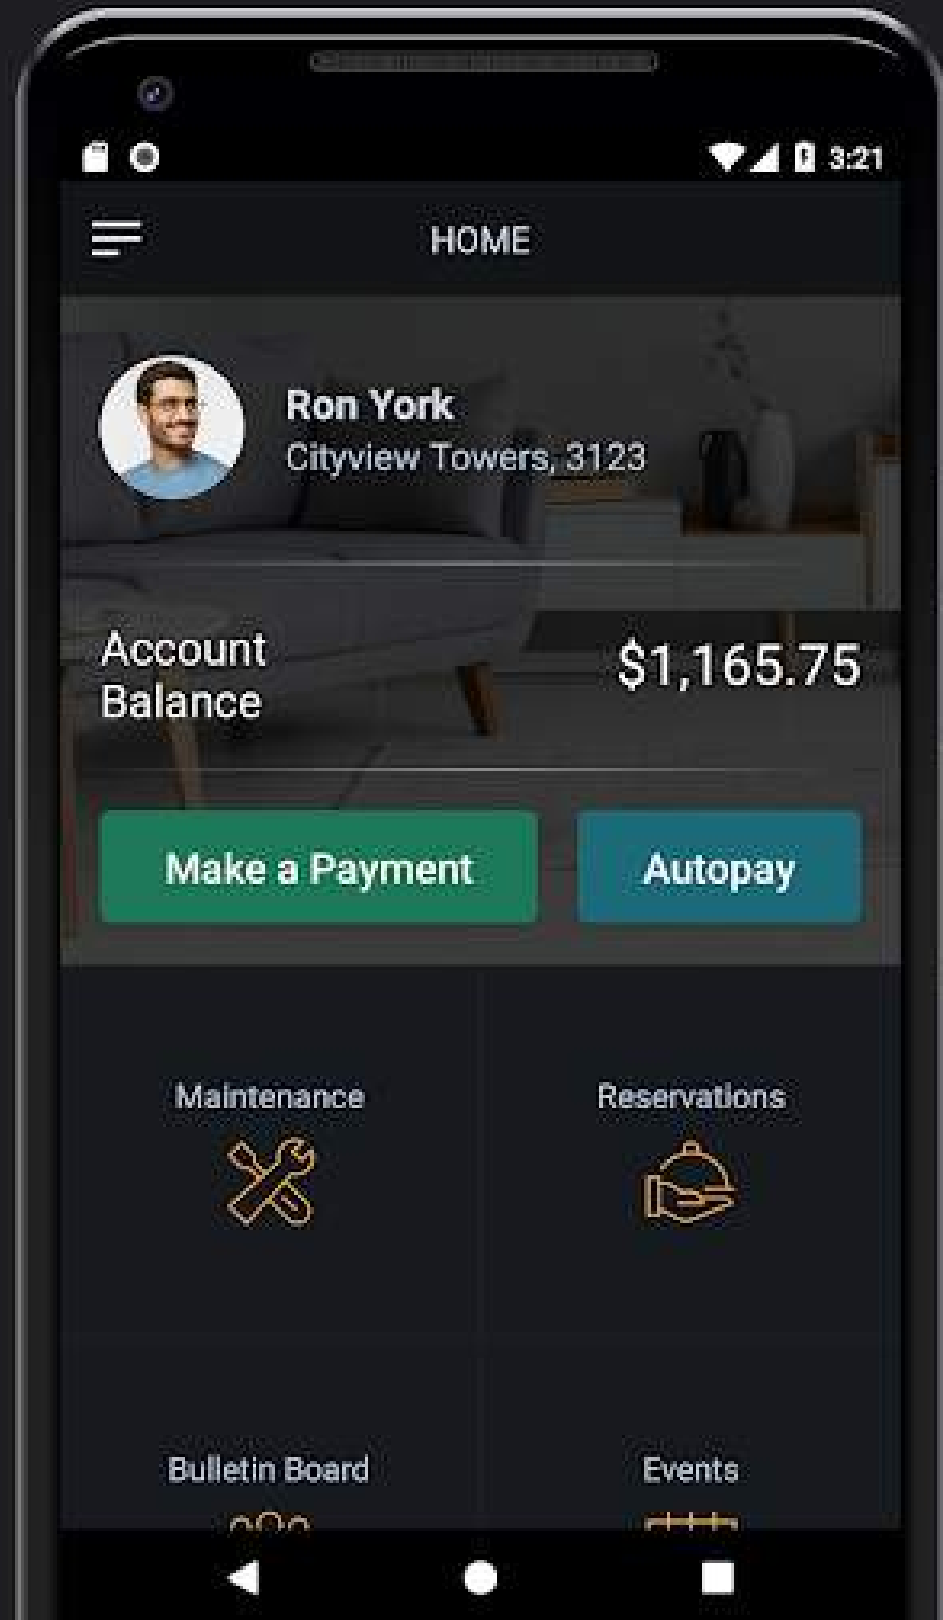 3:21
HOME
Ron York
Cityview Towers, 3123
Account
Balance
$1,165.75
Make a Payment
Autopay
Maintenance
Reservations
Bulletin Board
Events